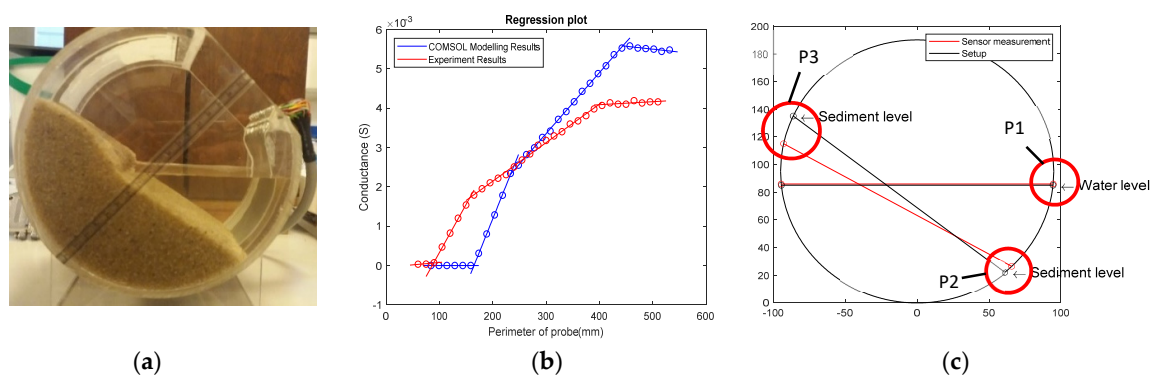 Regression plot
×10-3
COMSOL Modelling Results
Experiment Results
Conductance (S)
6
5
4
3
2
1
0
-1
0 100 200 300 400 500 600
Perimeter of probe(mm)
Sensor measurement
Setup
200
180
160
140
120
100
80
60
40
20
0
-100 -50 0 50 100
P3
← Sediment level
P1
← Water level
P2
← Sediment level
(a) (b) (c)